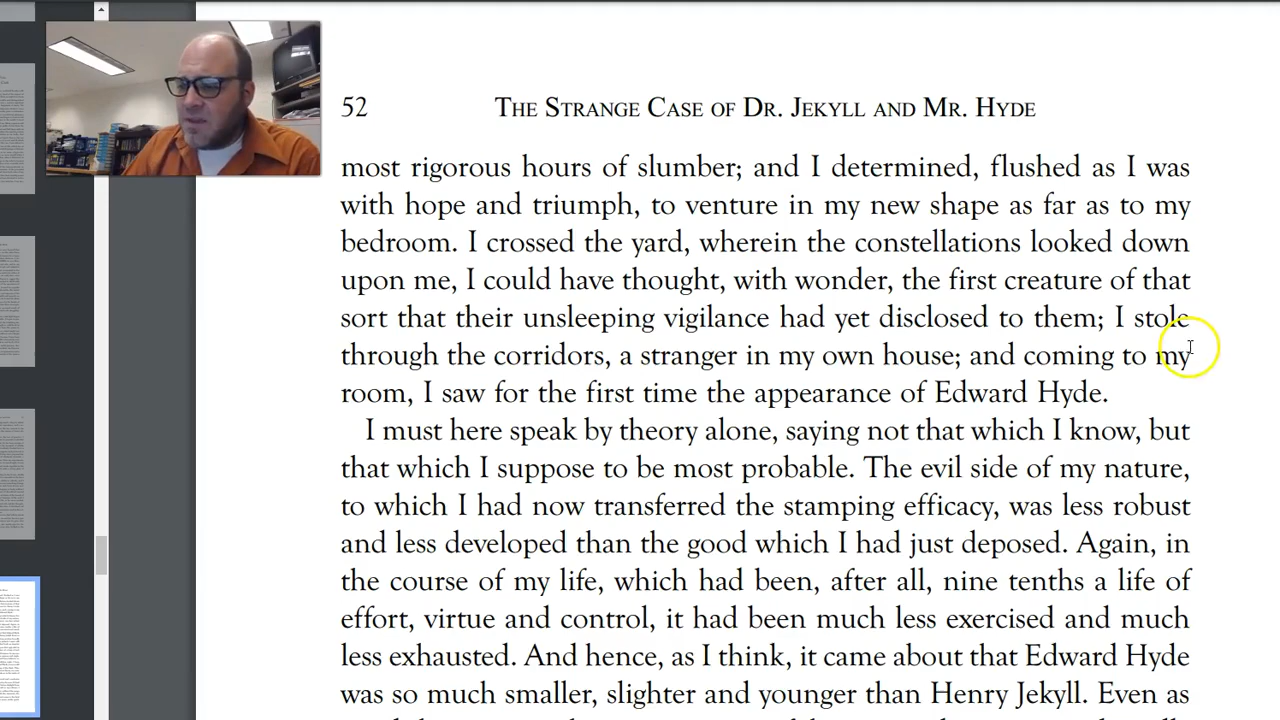 52 THE STRANGE CASE OF DR. JEKYLL AND MR. HYDE
most rigorous hours of slumber; and I determined, flushed as I was
with hope and triumph, to venture in my new shape as far as to my
bedroom. I crossed the yard, wherein the constellations looked down
upon me, I could have thought, with wonder, the first creature of that
sort that their unsleeping vigilance had yet disclosed to them; I stole
through the corridors, a stranger in my own house; and coming to my
room, I saw for the first time the appearance of Edward Hyde.
I must here speak by theory alone, saying not that which I know, but
that which I suppose to be most probable. The evil side of my nature,
to which I had now transferred the stamping efficacy, was less robust
and less developed than the good which I had just deposed. Again, in
the course of my life, which had been, after all, nine tenths a life of
effort, virtue and control, it had been much less exercised and much
less exhausted. And hence, as I think, it came about that Edward Hyde
was so much smaller, slighter and younger than Henry Jekyll. Even as